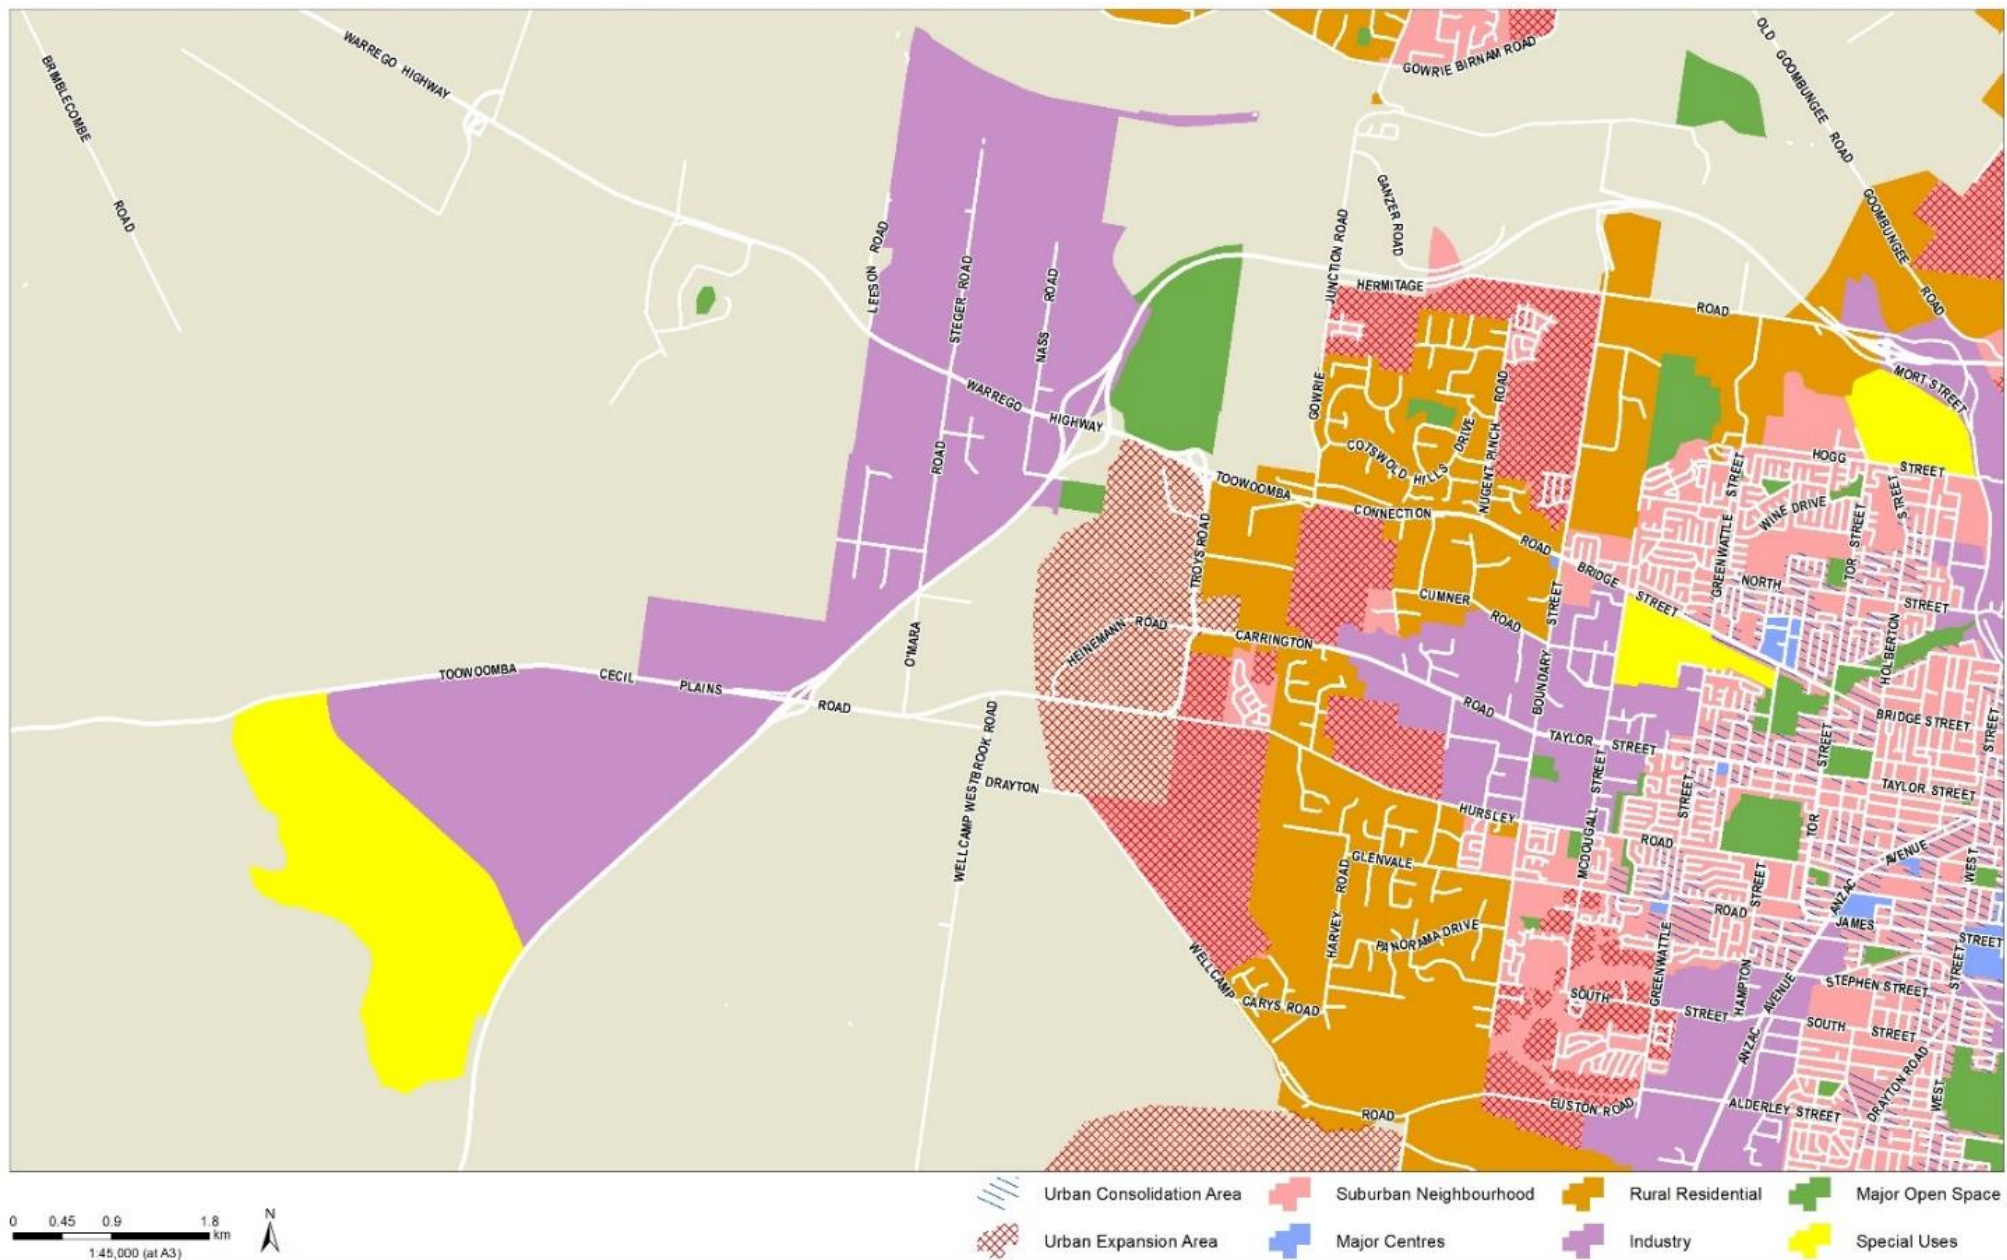 BRIMBLECOMBE
ROAD
WARREGO HIGHWAY
GOWRIE BIRNAM ROAD
OLD GOOMBUNGEE ROAD
GOOMBUNGEE
ROAD
LEESON ROAD
STEGER ROAD
NASS ROAD
JUNCTION ROAD
GOWRIE
GANZER ROAD
HERMITAGE
ROAD
MORT STREET
WARREGO
HIGHWAY
ROAD
TOOWOOMBA
CONNECTION
ROAD
COTSWOLD HILLS DRIVE
NUGENT PINCH ROAD
HOGG
STREET
WINE DRIVE
GREENWATTLE STREET
TOR STREET
STREET
NORTH
STREET
BRIDGE
STREET
TROYS ROAD
HEINEMANN ROAD
CARRINGTON
ROAD
CUMNER
ROAD
BOUNDARY
STREET
HOLBERTON
O'MARA
TOOWOOMBA
CECIL
PLAINS
ROAD
WELLCAMP WESTBROOK ROAD
DRAYTON
WELLCAMP
ROAD
TAYLOR STREET
BRIDGE STREET
STREET
STREET
TAYLOR STREET
MCDOUGALL STREET
STREET
TOR
HURSLEY
ROAD
GLENVALE
ROAD
HARVEY ROAD
PANORAMA DRIVE
CARYS ROAD
STREET
ANZAC
AVENUE
JAMES
STREET
WEST
STREET
GREENWATTLE
HAMPTON
ANZAC
AVENUE
STEPHEN STREET
SOUTH
STREET
SOUTH
STREET
EUSTON ROAD
ALDERLEY STREET
DRAYTON ROAD
WEST
0 0.45 0.9 1.8
km
1:45,000 (at A3)
N
Urban Consolidation Area
Suburban Neighbourhood
Rural Residential
Major Open Space
Urban Expansion Area
Major Centres
Industry
Special Uses